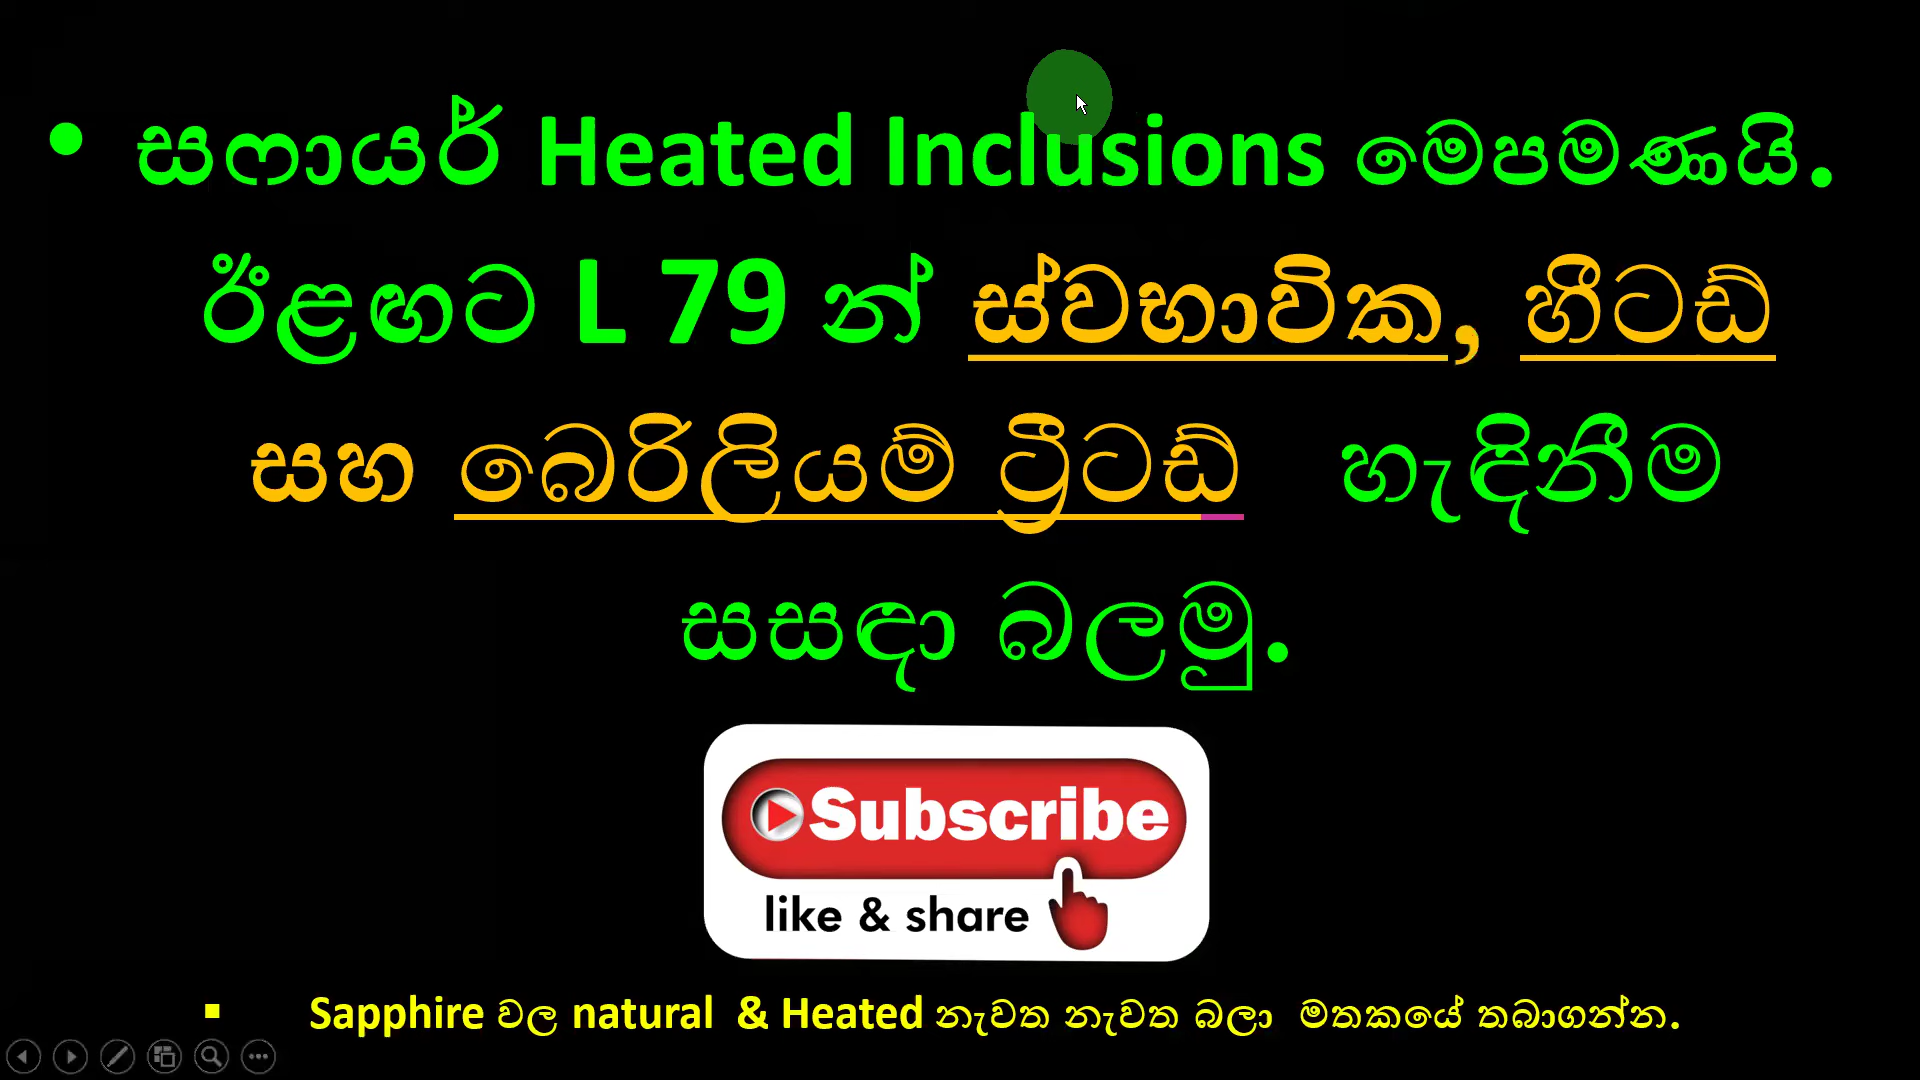 • සෆායර් Heated Inclusions මෙපමණයි.
ඊළඟට L 79 න් ස්වභාවික, හීටඩ්
සහ බෙරිලියම් ට්‍රීටඩ් හැඳිනීම
සසඳා බලමු.
Subscribe
like & share
▪ Sapphire වල natural & Heated නැවත නැවත බලා මතකයේ තබාගන්න.